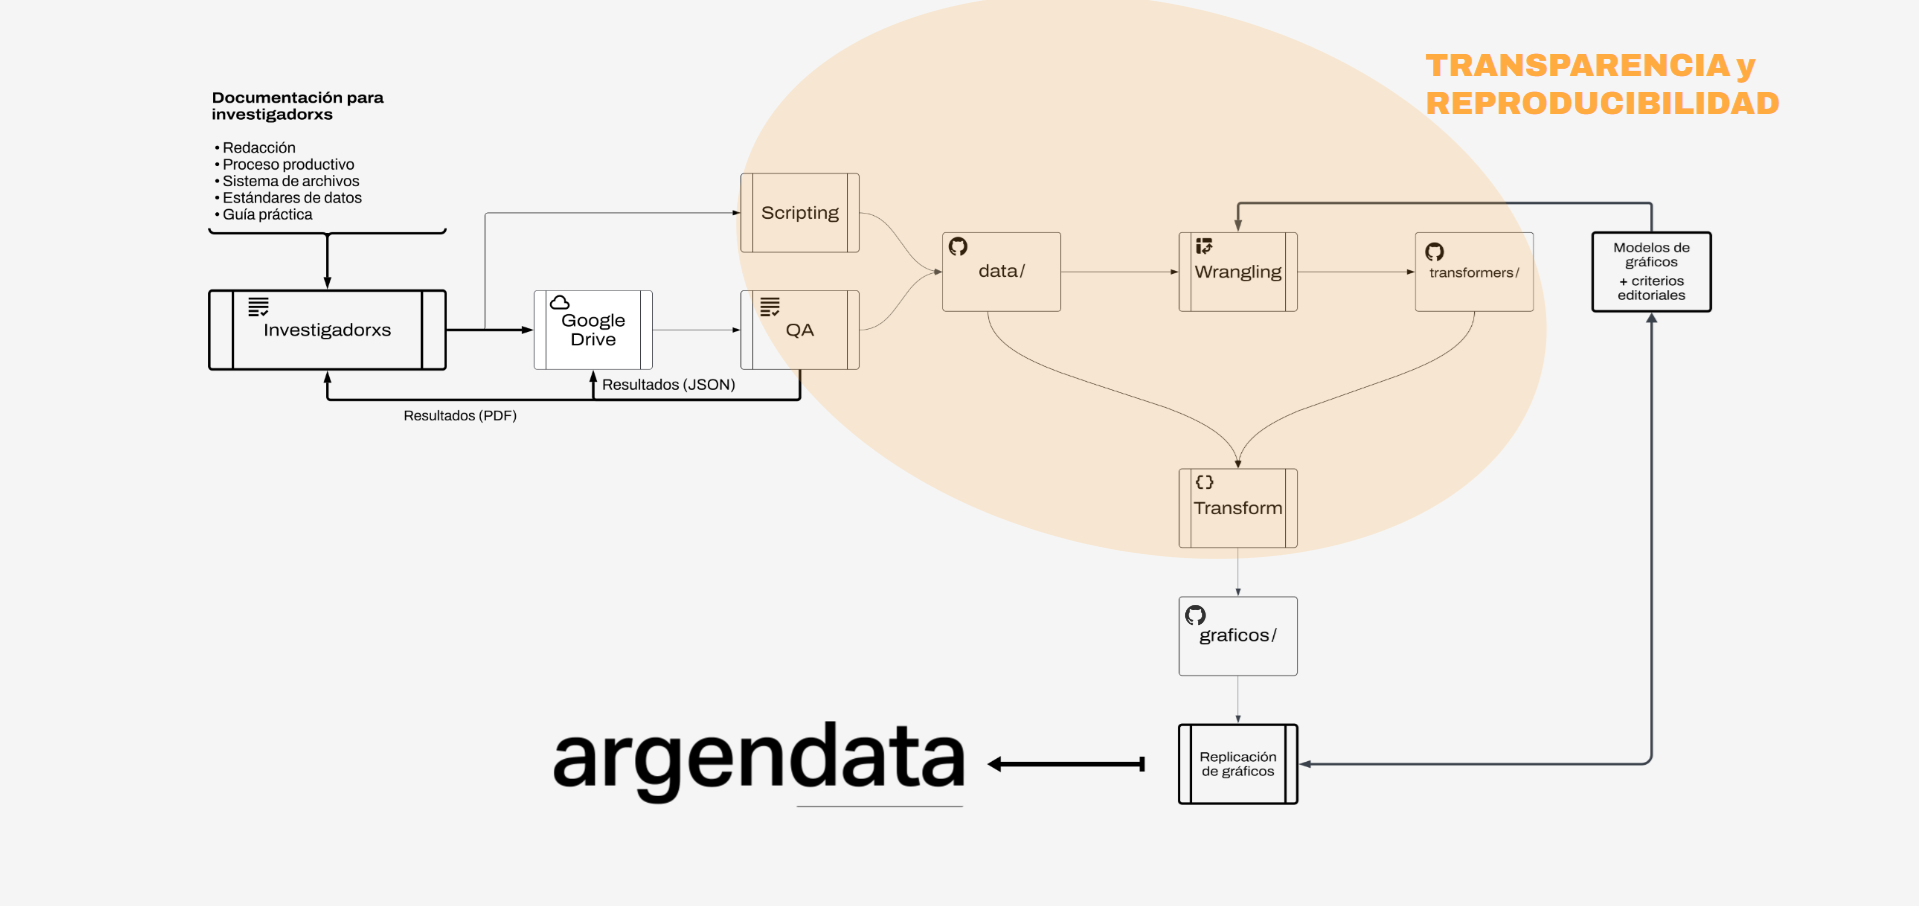 TRANSPARENCIA y
REPRODUCIBILIDAD
Documentación para
investigadorxs
• Redacción
• Proceso productivo
• Sistema de archivos
• Estándares de datos
• Guía práctica
Investigadorxs
Google
Drive
Scripting
QA
Resultados (JSON)
Resultados (PDF)
data/
Wrangling
transformers/
Modelos de
gráficos
+ criterios
editoriales
{} 
Transform
graficos/
Replicación
de gráficos
argendata